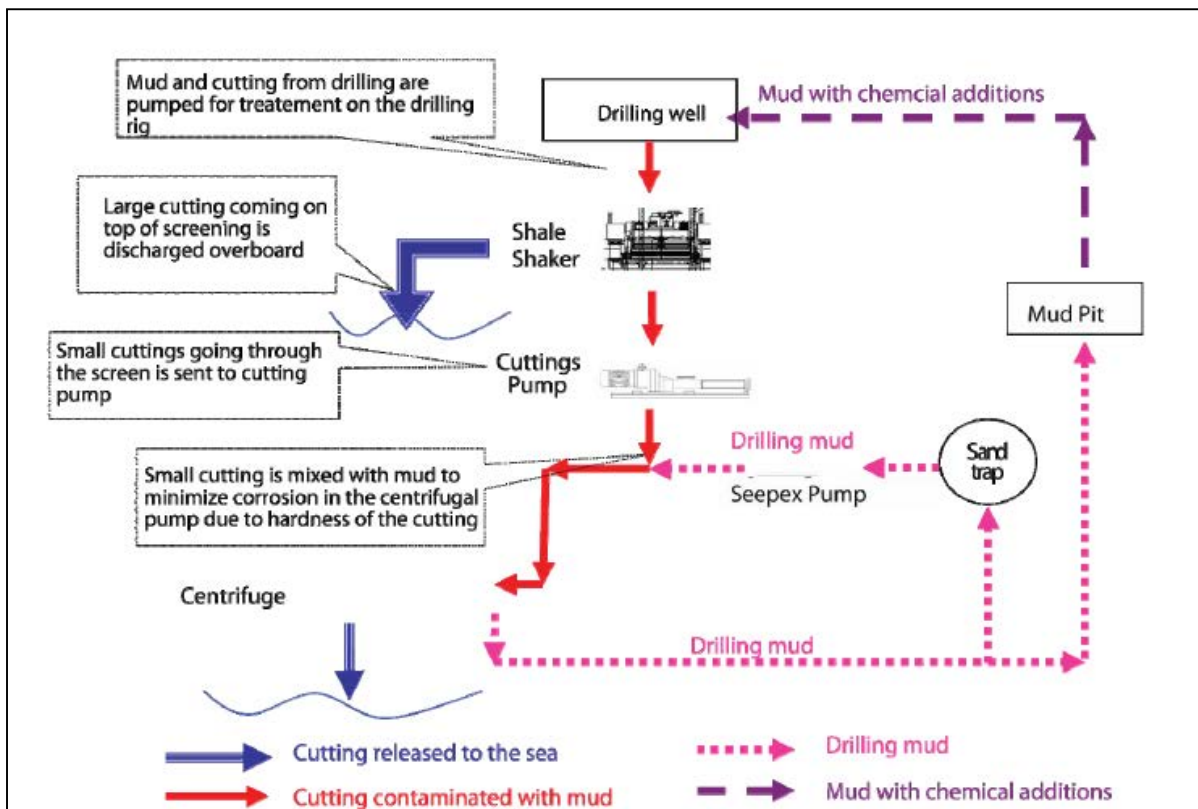 Mud and cutting from drilling are
pumped for treatement on the drilling
rig
Drilling well
Mud with chemcial additions
Large cutting coming on
top of screening is
discharged overboard
Shale
Shaker
Mud Pit
Small cuttings going through
the screen is sent to cutting
pump
Cuttings
Pump
Drilling mud
Sand
trap
Seepex Pump
Small cutting is mixed with mud to
minimize corrosion in the centrifugal
pump due to hardness of the cutting
Centrifuge
Drilling mud
Cutting released to the sea
Drilling mud
Cutting contaminated with mud
Mud with chemical additions